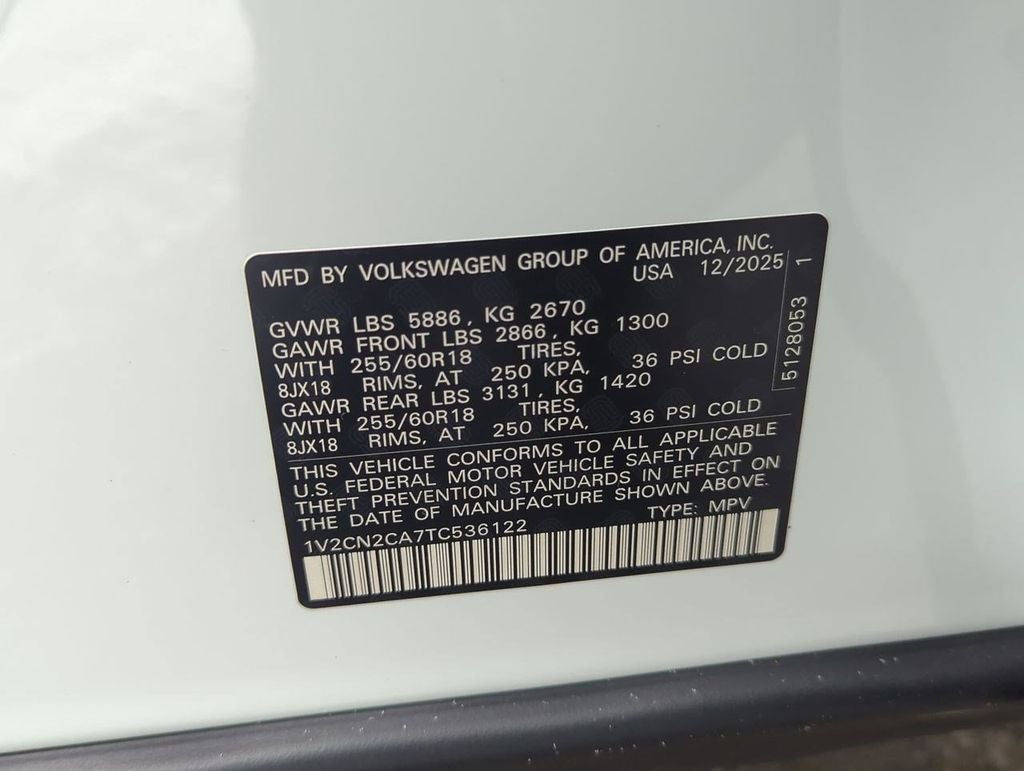 MFD BY VOLKSWAGEN GROUP OF AMERICA, INC.
USA 12/2025
GVWR LBS 5886, KG 2670
GAWR FRONT LBS 2866, KG 1300
WITH 255/60R18 TIRES,
8JX18 RIMS, AT 250 KPA, 36 PSI COLD
GAWR REAR LBS 3131, KG 1420
WITH 255/60R18 TIRES,
8JX18 RIMS, AT 250 KPA, 36 PSI COLD
5128053 1
THIS VEHICLE CONFORMS TO ALL APPLICABLE
U.S. FEDERAL MOTOR VEHICLE SAFETY AND
THEFT PREVENTION STANDARDS IN EFFECT ON
THE DATE OF MANUFACTURE SHOWN ABOVE.
1V2CN2CA7TC536122 TYPE: MPV